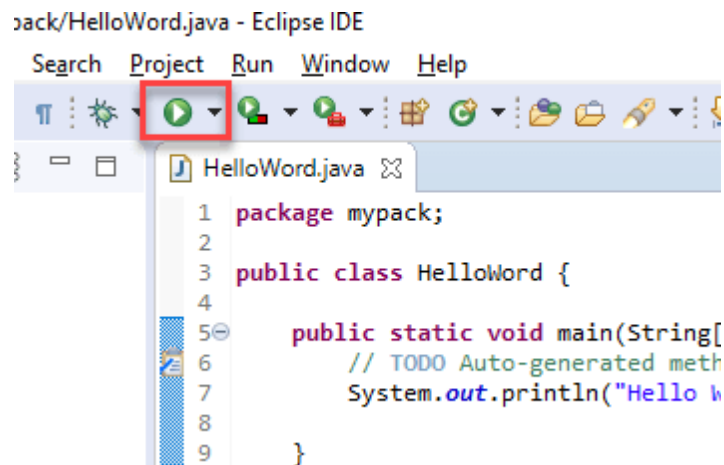 pack/HelloWord.java - Eclipse IDE
Search Project Run Window Help
HelloWord.java
1 package mypack;
2
3 public class HelloWord {
4
5 public static void main(String[
6 // TODO Auto-generated meth
7 System.out.println("Hello W
8
9 }